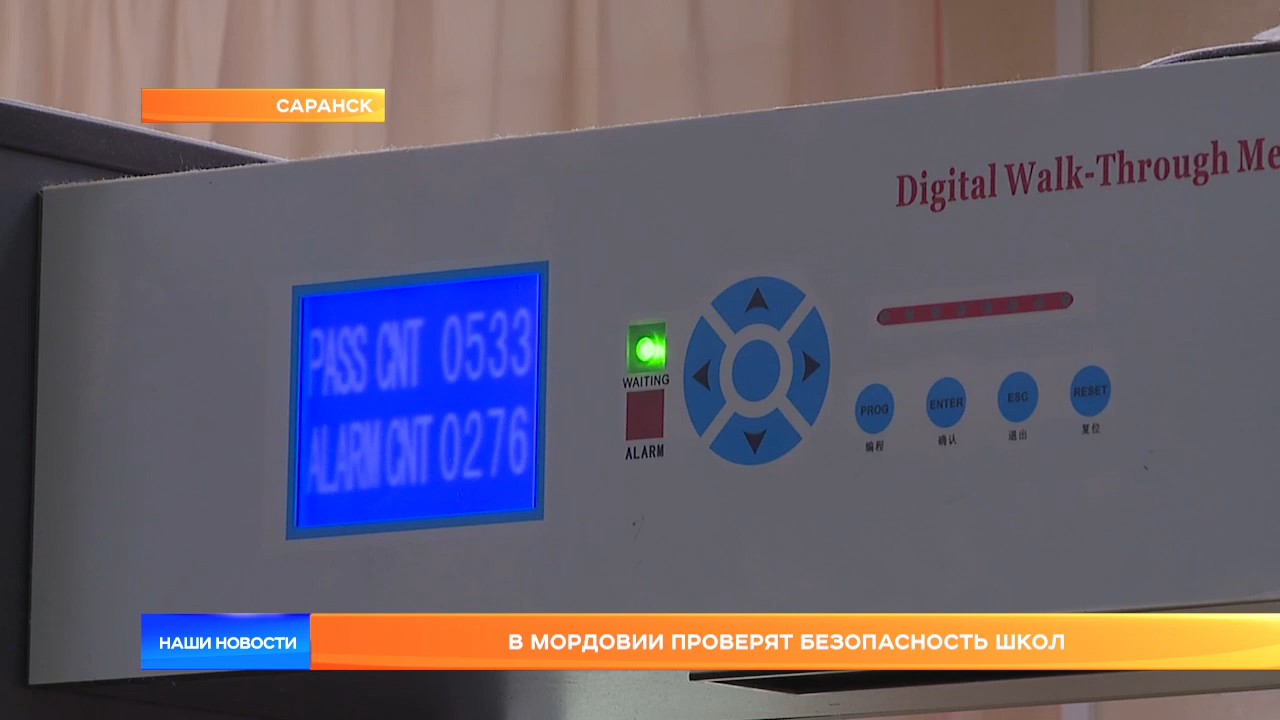 САРАНСК
Digital Walk-Through Me
PASS CNT 0533
ALARM CNT 0276
WAITING
ALARM
PROG
ENTER
ESC
RESET
编程
确认
退出
复位
НАШИ НОВОСТИ
В МОРДОВИИ ПРОВЕРЯТ БЕЗОПАСНОСТЬ ШКОЛ